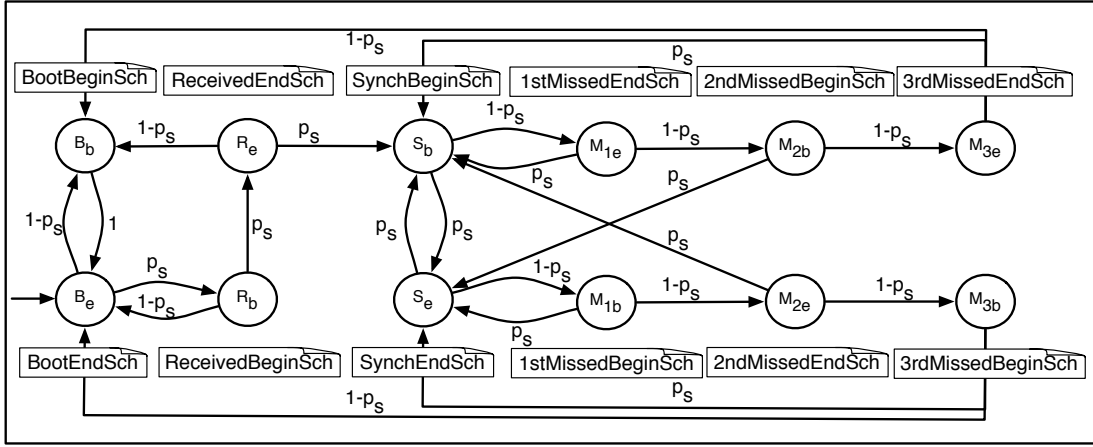 1-pS
pS
BootBeginSch
ReceivedEndSch
SynchBeginSch
1stMissedEndSch
2ndMissedBeginSch
3rdMissedEndSch
1-pS
1-pS
pS
1-pS
1-pS
Bb
Re
Sb
M1e
M2b
M3e
pS
pS
1-pS
1
pS
pS
pS
pS
pS
1-pS
1-pS
1-pS
Be
1-pS
Rb
Se
M1b
M2e
M3b
pS
BootEndSch
ReceivedBeginSch
SynchEndSch
1stMissedBeginSch
2ndMissedEndSch
3rdMissedBeginSch
1-pS
pS